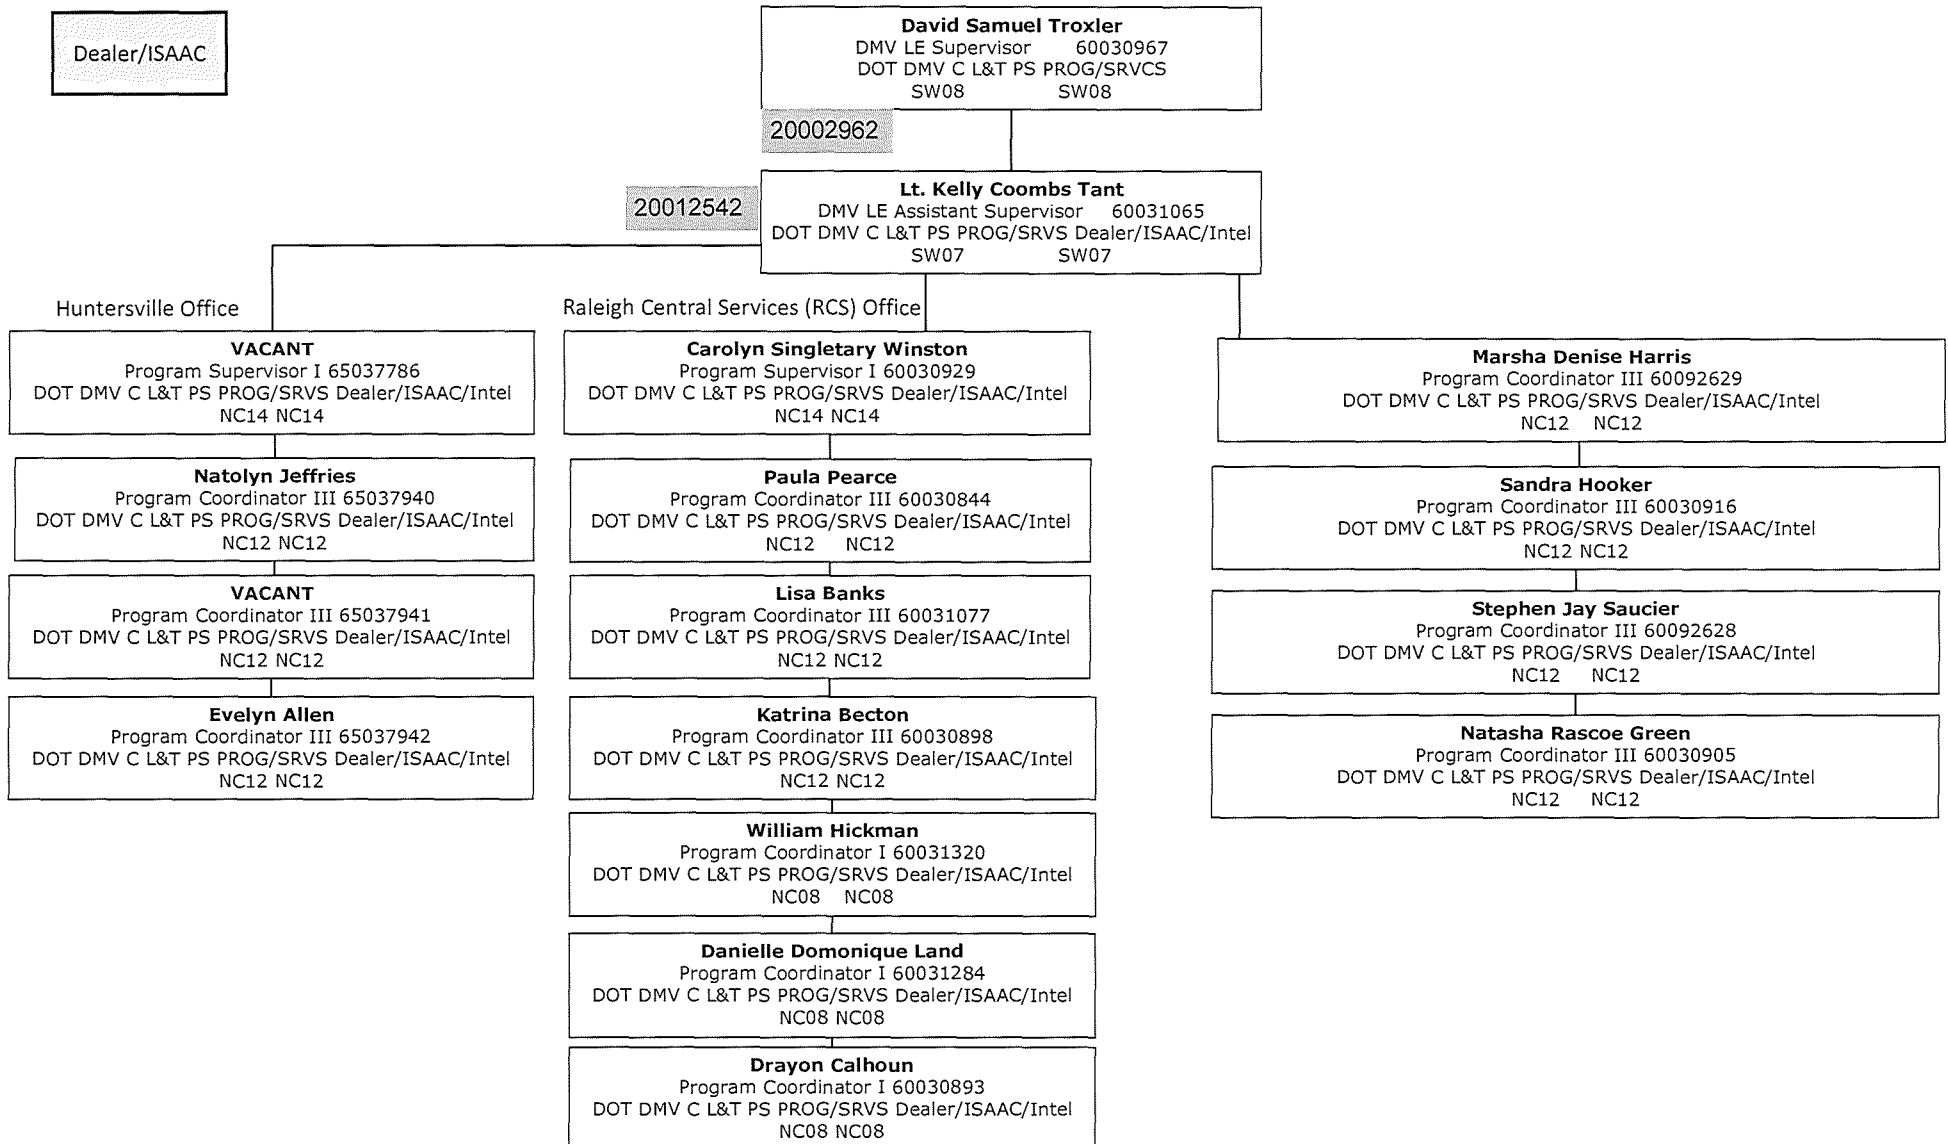 Dealer/ISAAC
David Samuel Troxler
DMV LE Supervisor 60030967
DOT DMV C L&T PS PROG/SRVCS
SW08 SW08
20002962
20012542
Lt. Kelly Coombs Tant
DMV LE Assistant Supervisor 60031065
DOT DMV C L&T PS PROG/SRVS Dealer/ISAAC/Intel
SW07 SW07
Huntersville Office
VACANT
Program Supervisor I 65037786
DOT DMV C L&T PS PROG/SRVS Dealer/ISAAC/Intel
NC14 NC14
Natolyn Jeffries
Program Coordinator III 65037940
DOT DMV C L&T PS PROG/SRVS Dealer/ISAAC/Intel
NC12 NC12
VACANT
Program Coordinator III 65037941
DOT DMV C L&T PS PROG/SRVS Dealer/ISAAC/Intel
NC12 NC12
Evelyn Allen
Program Coordinator III 65037942
DOT DMV C L&T PS PROG/SRVS Dealer/ISAAC/Intel
NC12 NC12
Raleigh Central Services (RCS) Office
Carolyn Singletary Winston
Program Supervisor I 60030929
DOT DMV C L&T PS PROG/SRVS Dealer/ISAAC/Intel
NC14 NC14
Paula Pearce
Program Coordinator III 60030844
DOT DMV C L&T PS PROG/SRVS Dealer/ISAAC/Intel
NC12 NC12
Lisa Banks
Program Coordinator III 60031077
DOT DMV C L&T PS PROG/SRVS Dealer/ISAAC/Intel
NC12 NC12
Katrina Becton
Program Coordinator III 60030898
DOT DMV C L&T PS PROG/SRVS Dealer/ISAAC/Intel
NC12 NC12
William Hickman
Program Coordinator I 60031320
DOT DMV C L&T PS PROG/SRVS Dealer/ISAAC/Intel
NC08 NC08
Danielle Domonique Land
Program Coordinator I 60031284
DOT DMV C L&T PS PROG/SRVS Dealer/ISAAC/Intel
NC08 NC08
Drayon Calhoun
Program Coordinator I 60030893
DOT DMV C L&T PS PROG/SRVS Dealer/ISAAC/Intel
NC08 NC08
Marsha Denise Harris
Program Coordinator III 60092629
DOT DMV C L&T PS PROG/SRVS Dealer/ISAAC/Intel
NC12 NC12
Sandra Hooker
Program Coordinator III 60030916
DOT DMV C L&T PS PROG/SRVS Dealer/ISAAC/Intel
NC12 NC12
Stephen Jay Saucier
Program Coordinator III 60092628
DOT DMV C L&T PS PROG/SRVS Dealer/ISAAC/Intel
NC12 NC12
Natasha Rascoe Green
Program Coordinator III 60030905
DOT DMV C L&T PS PROG/SRVS Dealer/ISAAC/Intel
NC12 NC12